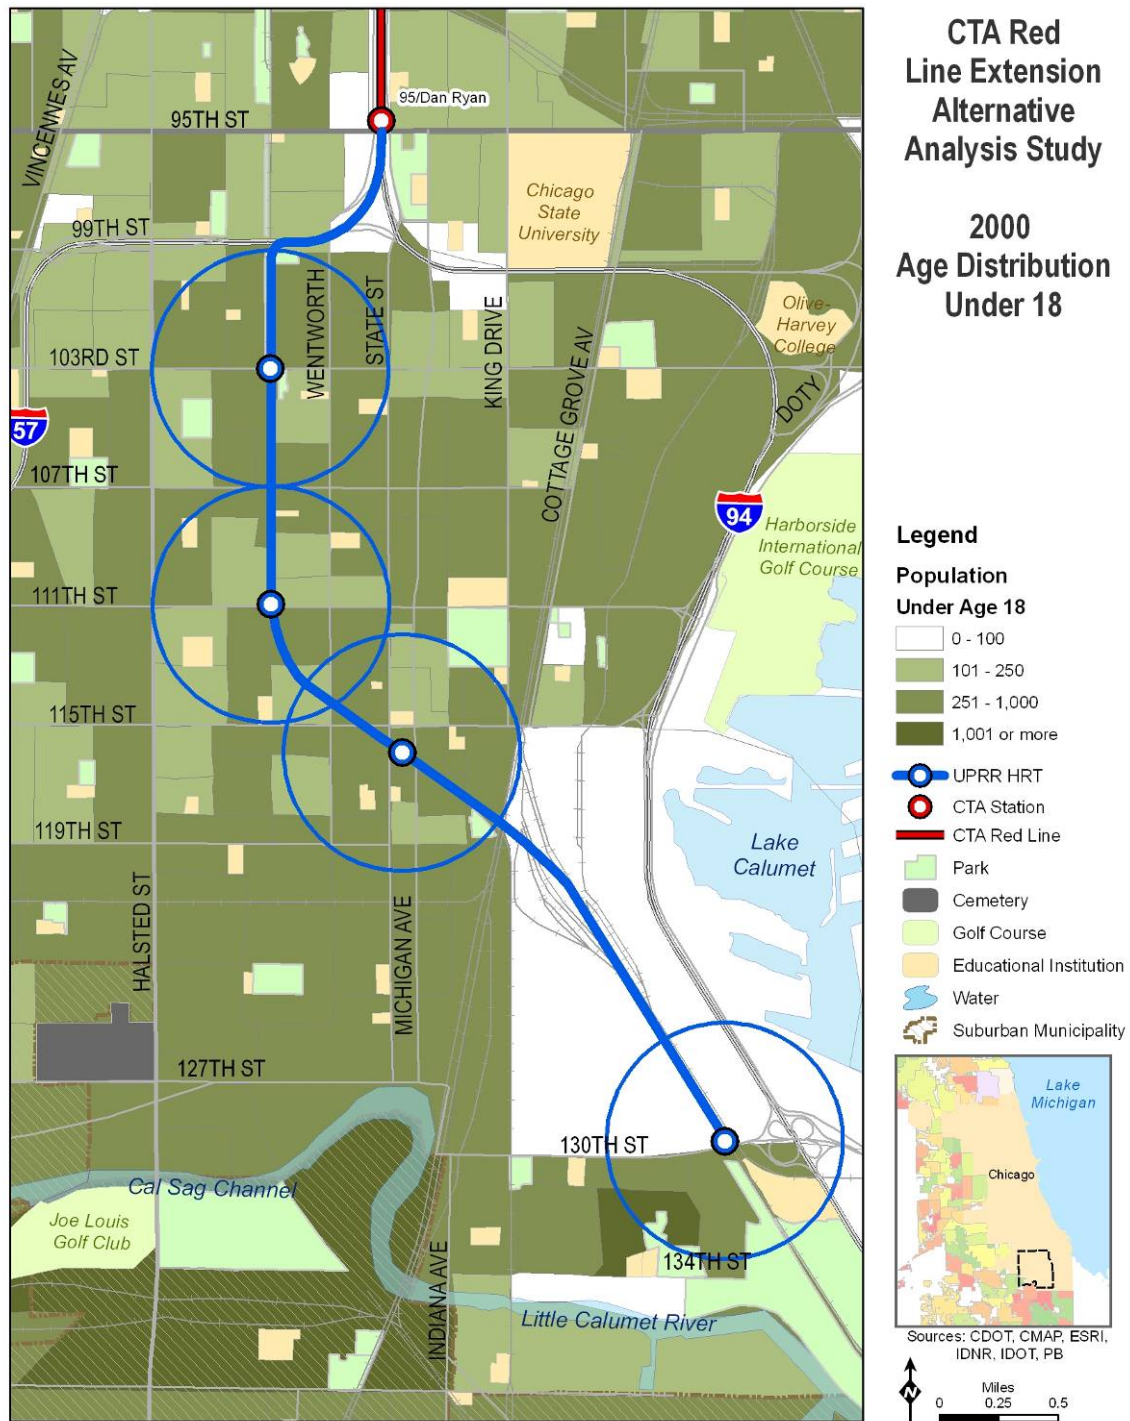 CTA Red
Line Extension
Alternative
Analysis Study
2000
Age Distribution
Under 18
VINCENNES AV
95TH ST
95/Dan Ryan
Chicago
State
University
99TH ST
WENTWORTH
STATE ST
KING DRIVE
COTTAGE GROVE AV
Olive-
Harvey
College
103RD ST
DOTY
57
107TH ST
94
Harborside
International
Golf Course
111TH ST
115TH ST
119TH ST
Lake
Calumet
HALSTED ST
MICHIGAN AVE
127TH ST
130TH ST
Cal Sag Channel
Joe Louis
Golf Club
INDIANA AVE
134TH ST
Little Calumet River
Legend
Population
Under Age 18
0 - 100
101 - 250
251 - 1,000
1,001 or more
UPRR HRT
CTA Station
CTA Red Line
Park
Cemetery
Golf Course
Educational Institution
Water
Suburban Municipality
Lake
Michigan
Chicago
Sources: CDOT, CMAP, ESRI,
IDNR, IDOT, PB
N
Miles
0 0.25 0.5